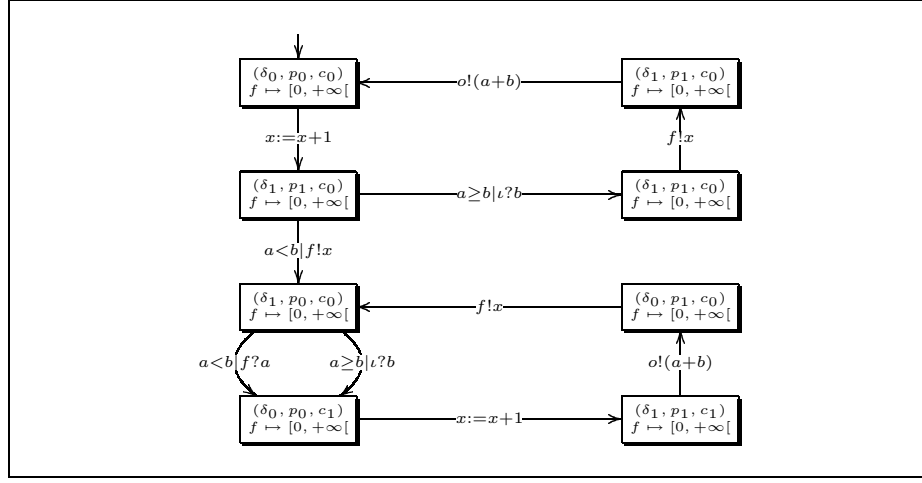 (δ₀, p₀, c₀)
f ↦ [0, +∞[
o!(a+b)
(δ₁, p₁, c₀)
f ↦ [0, +∞[
x:=x+1
f!x
(δ₁, p₁, c₀)
f ↦ [0, +∞[
a≥b|ι?b
(δ₁, p₁, c₀)
f ↦ [0, +∞[
a<b|f!x
(δ₁, p₀, c₀)
f ↦ [0, +∞[
f!x
(δ₀, p₁, c₀)
f ↦ [0, +∞[
a<b|f?a
a≥b|ι?b
o!(a+b)
(δ₀, p₀, c₁)
f ↦ [0, +∞[
x:=x+1
(δ₁, p₁, c₁)
f ↦ [0, +∞[